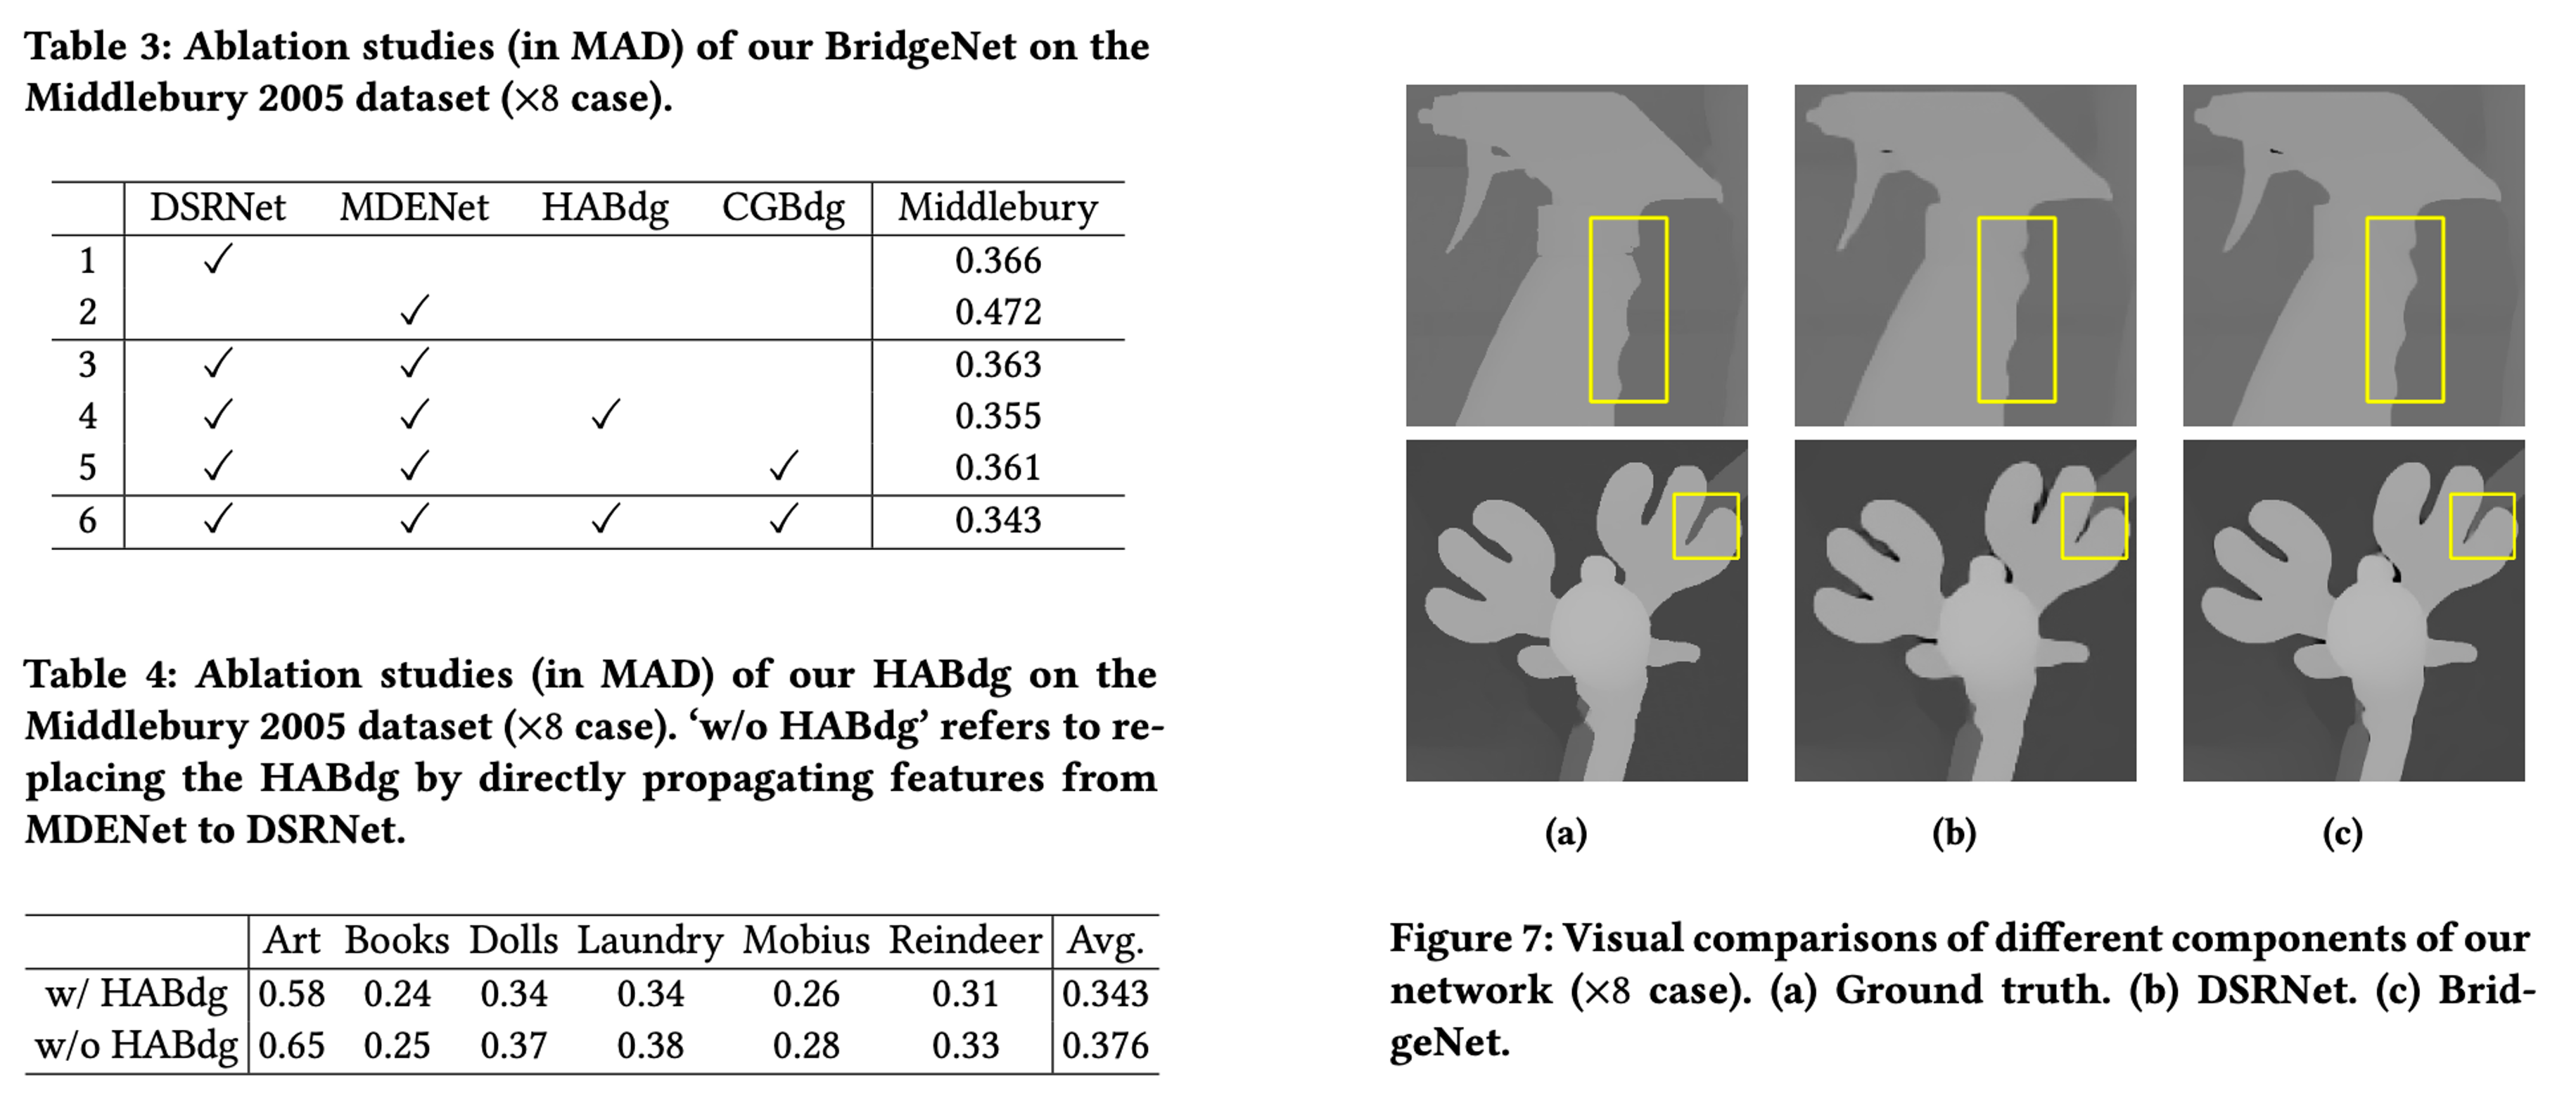 Table 3: Ablation studies (in MAD) of our BridgeNet on the
Middlebury 2005 dataset (×8 case).
DSRNet MDENet HABdg CGBdg Middlebury
1 ✓ 0.366
2 ✓ 0.472
3 ✓ ✓ 0.363
4 ✓ ✓ ✓ 0.355
5 ✓ ✓ ✓ 0.361
6 ✓ ✓ ✓ ✓ 0.343
Table 4: Ablation studies (in MAD) of our HABdg on the
Middlebury 2005 dataset (×8 case). ‘w/o HABdg’ refers to re-
placing the HABdg by directly propagating features from
MDENet to DSRNet.
Art Books Dolls Laundry Mobius Reindeer Avg.
w/ HABdg 0.58 0.24 0.34 0.34 0.26 0.31 0.343
w/o HABdg 0.65 0.25 0.37 0.38 0.28 0.33 0.376
(a) (b) (c)
Figure 7: Visual comparisons of different components of our
network (×8 case). (a) Ground truth. (b) DSRNet. (c) Brid-
geNet.